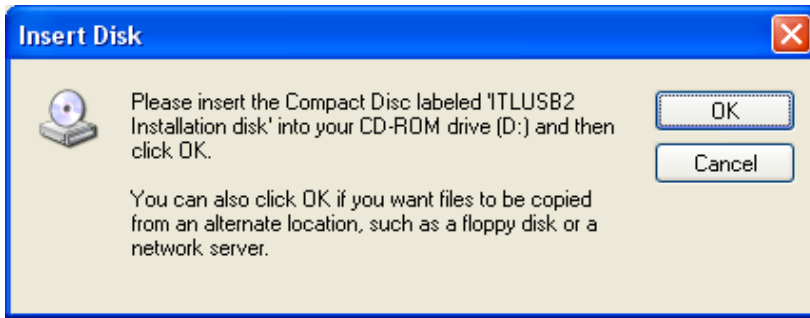 Insert Disk
Please insert the Compact Disc labeled 'ITLUSB2
Installation disk' into your CD-ROM drive (D:) and then
click OK.
You can also click OK if you want files to be copied
from an alternate location, such as a floppy disk or a
network server.
OK
Cancel